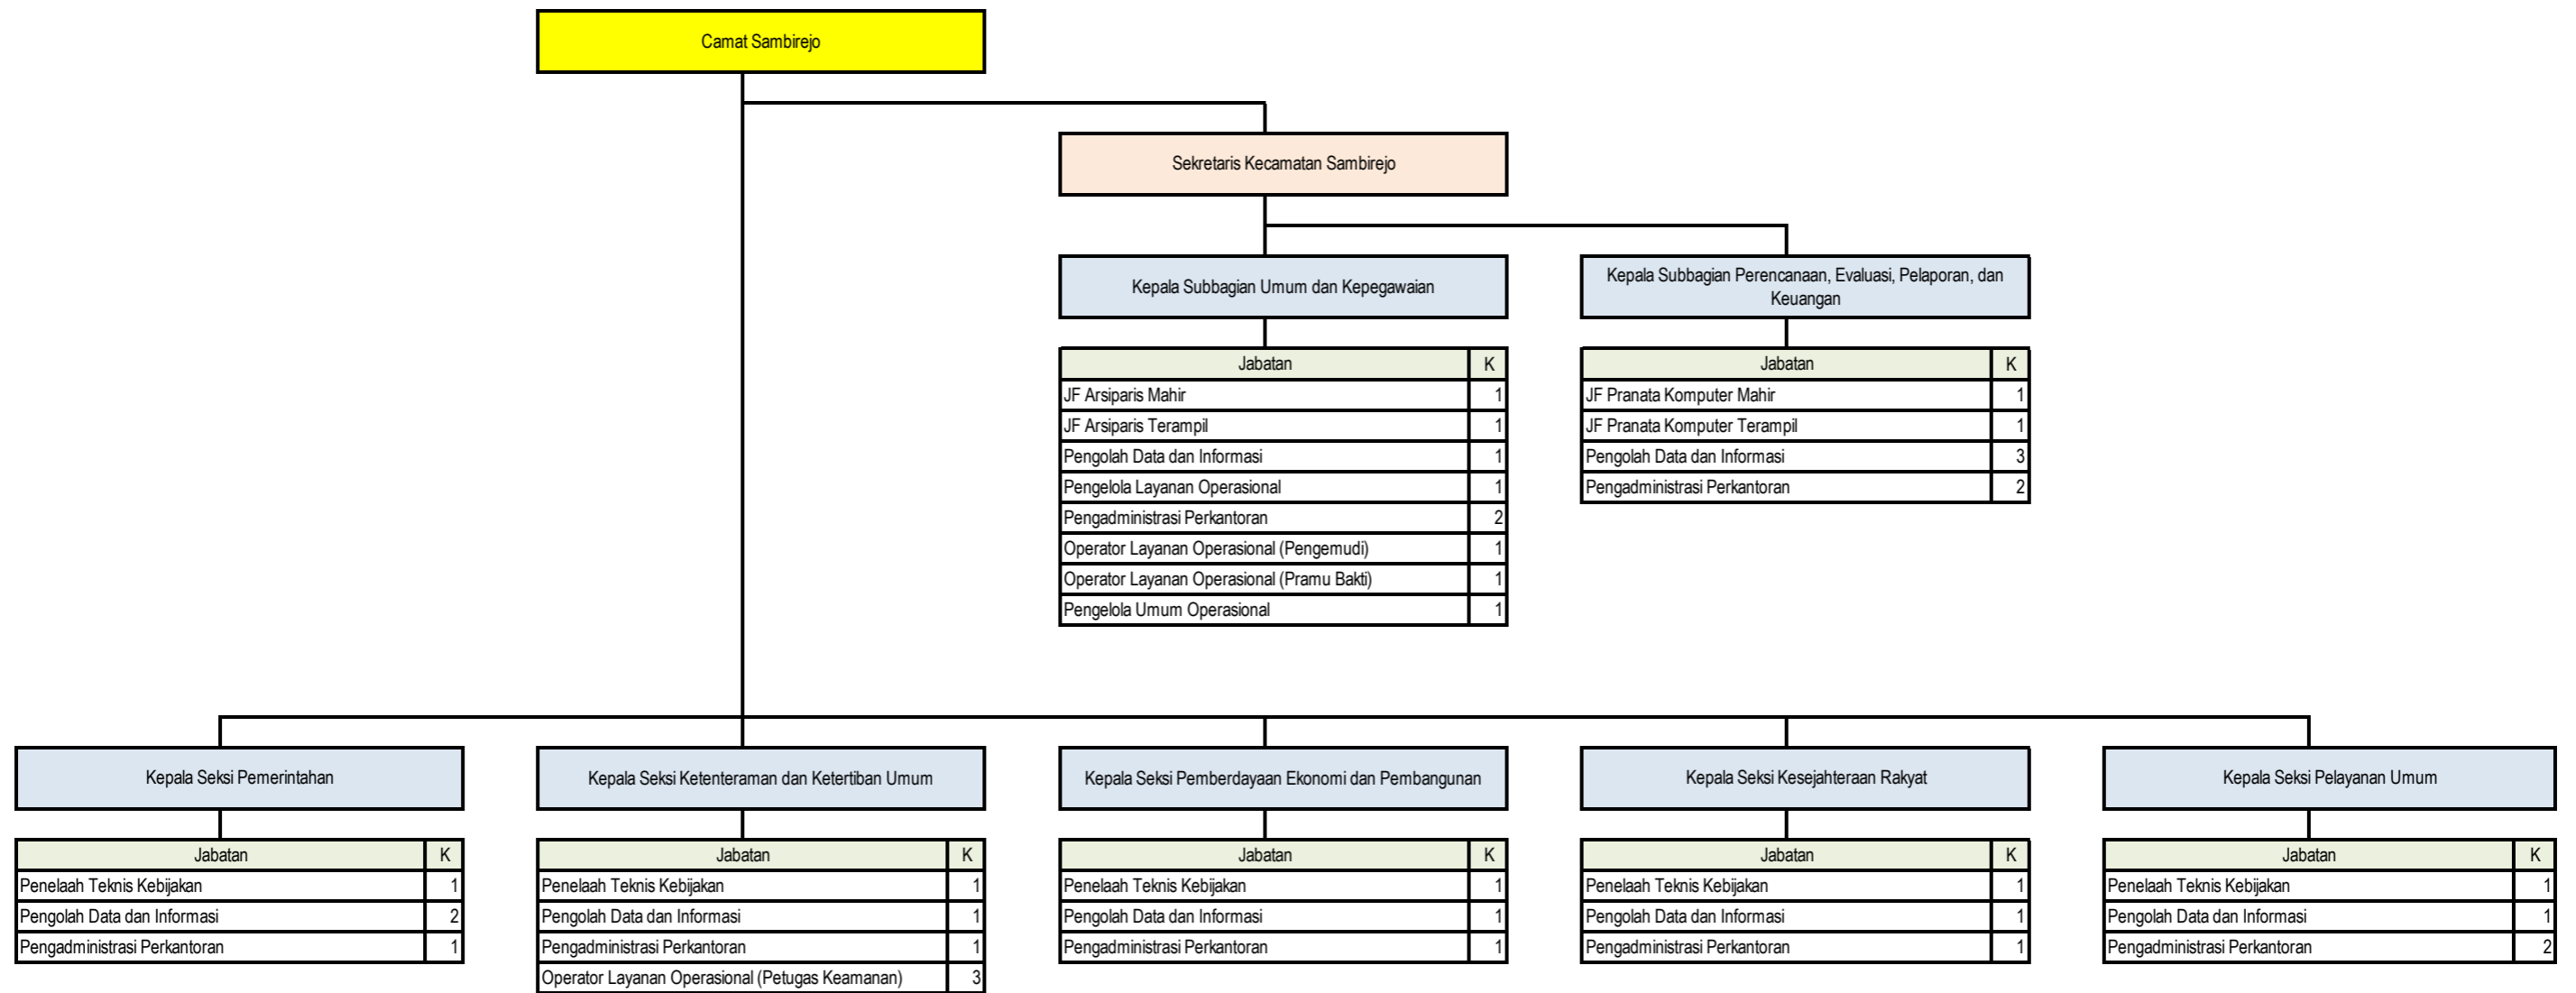 Camat Sambirejo
Sekretaris Kecamatan Sambirejo
Kepala Subbagian Umum dan Kepegawaian
Jabatan K
JF Arsiparis Mahir 1
JF Arsiparis Terampil 1
Pengolah Data dan Informasi 1
Pengelola Layanan Operasional 1
Pengadministrasi Perkantoran 2
Operator Layanan Operasional (Pengemudi) 1
Operator Layanan Operasional (Pramu Bakti) 1
Pengelola Umum Operasional 1
Kepala Subbagian Perencanaan, Evaluasi, Pelaporan, dan
Keuangan
Jabatan K
JF Pranata Komputer Mahir 1
JF Pranata Komputer Terampil 1
Pengolah Data dan Informasi 3
Pengadministrasi Perkantoran 2
Kepala Seksi Pemerintahan
Jabatan K
Penelaah Teknis Kebijakan 1
Pengolah Data dan Informasi 2
Pengadministrasi Perkantoran 1
Kepala Seksi Ketenteraman dan Ketertiban Umum
Jabatan K
Penelaah Teknis Kebijakan 1
Pengolah Data dan Informasi 1
Pengadministrasi Perkantoran 1
Operator Layanan Operasional (Petugas Keamanan) 3
Kepala Seksi Pemberdayaan Ekonomi dan Pembangunan
Jabatan K
Penelaah Teknis Kebijakan 1
Pengolah Data dan Informasi 1
Pengadministrasi Perkantoran 1
Kepala Seksi Kesejahteraan Rakyat
Jabatan K
Penelaah Teknis Kebijakan 1
Pengolah Data dan Informasi 1
Pengadministrasi Perkantoran 1
Kepala Seksi Pelayanan Umum
Jabatan K
Penelaah Teknis Kebijakan 1
Pengolah Data dan Informasi 1
Pengadministrasi Perkantoran 2